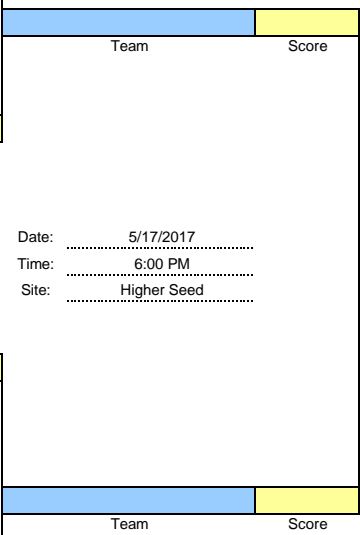 Team Score
Date: 5/17/2017
Time: 6:00 PM
Site: Higher Seed
Team Score